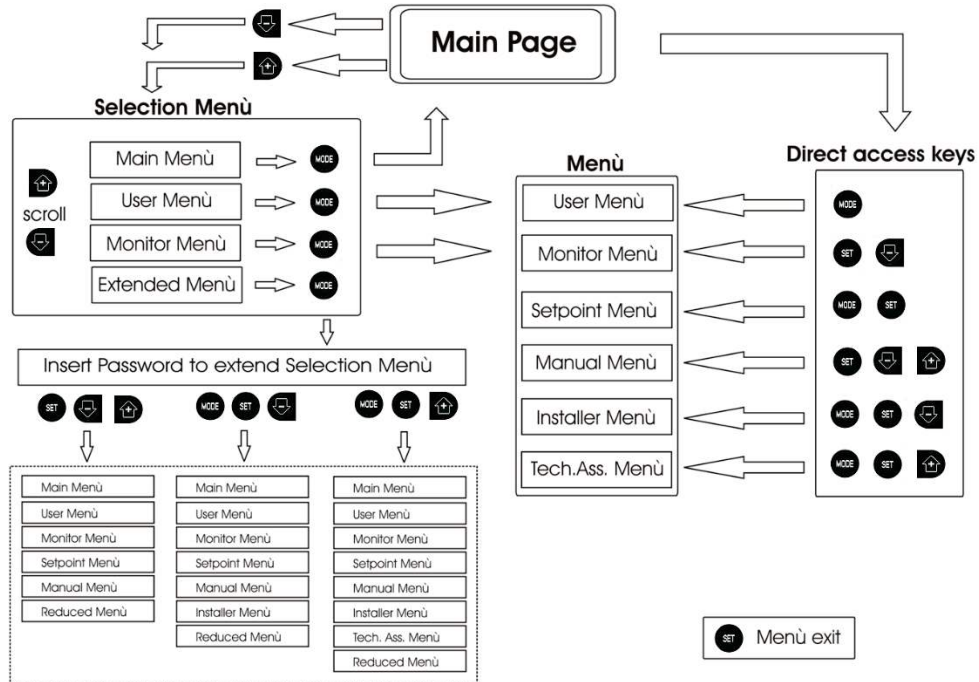 Main Page
Selection Menù
Main Menù
MODE
User Menù
MODE
scroll
Monitor Menù
MODE
Extended Menù
MODE
Insert Password to extend Selection Menù
SET
MODE SET
MODE SET
Main Menù
User Menù
Monitor Menù
Setpoint Menù
Manual Menù
Reduced Menù
Main Menù
User Menù
Monitor Menù
Setpoint Menù
Manual Menù
Installer Menù
Reduced Menù
Main Menù
User Menù
Monitor Menù
Setpoint Menù
Manual Menù
Installer Menù
Tech. Ass. Menù
Reduced Menù
Menù
User Menù
Monitor Menù
Setpoint Menù
Manual Menù
Installer Menù
Tech.Ass. Menù
Direct access keys
MODE
SET
MODE SET
SET
MODE SET
MODE SET
SET Menù exit